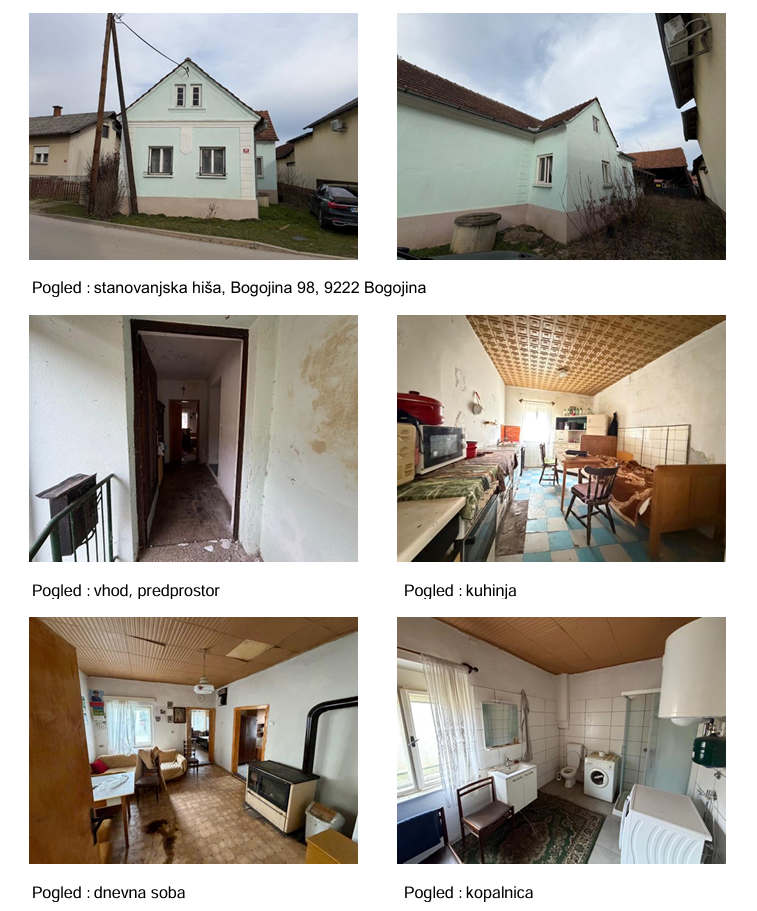 Pogled : stanovanjska hiša, Bogojina 98, 9222 Bogojina
Pogled : vhod, predprostor
Pogled : kuhinja
Pogled : dnevna soba
Pogled : kopalnica